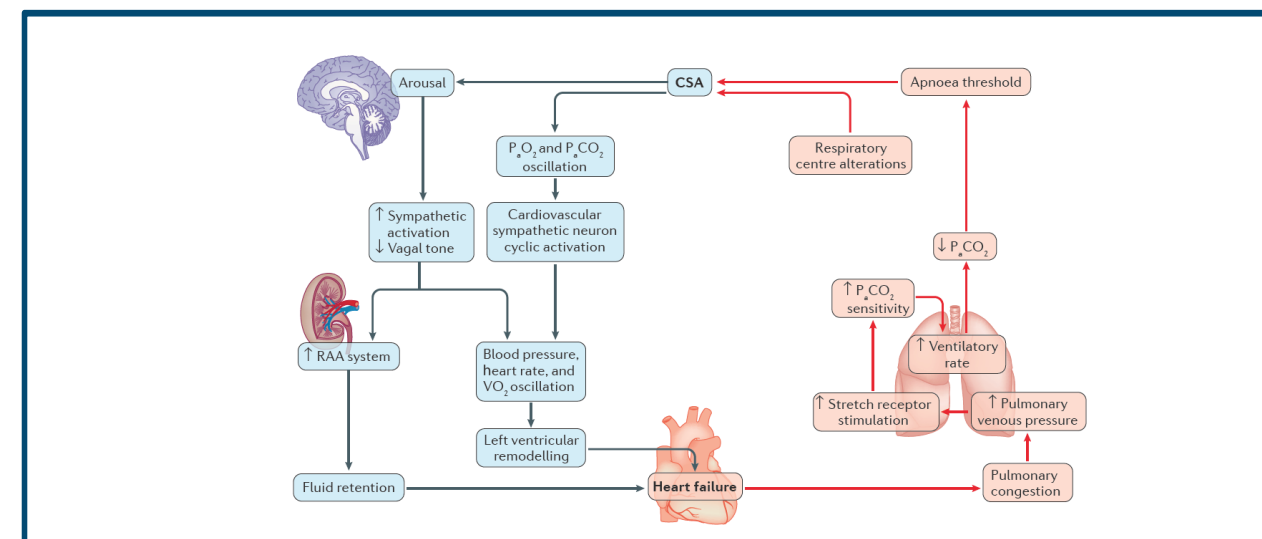 Arousal
CSA
Apnoea threshold
PaO2 and PaCO2
oscillation
Respiratory
centre alterations
↑ Sympathetic
activation
↓ Vagal tone
Cardiovascular
sympathetic neuron
cyclic activation
↓ PaCO2
↑ PaCO2
sensitivity
↑ RAA system
Blood pressure,
heart rate, and
VO2 oscillation
↑ Ventilatory
rate
↑ Stretch receptor
stimulation
↑ Pulmonary
venous pressure
Left ventricular
remodelling
Fluid retention
Heart failure
Pulmonary
congestion